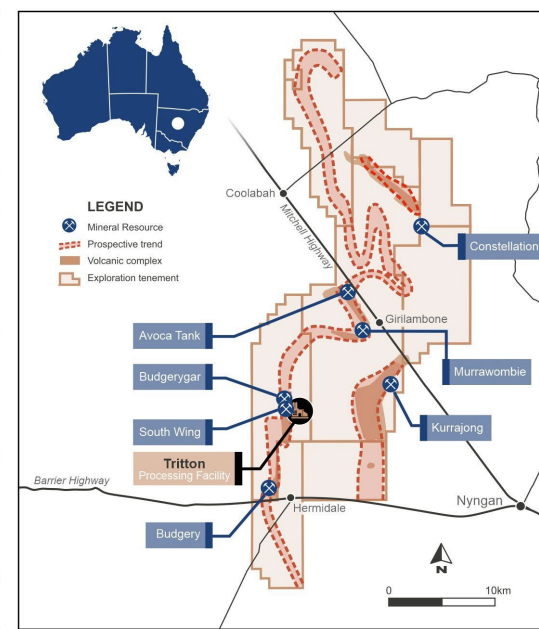 Coolabah
Mitchell Highway
LEGEND
Mineral Resource
Prospective trend
Volcanic complex
Exploration tenement
Constellation
Avoca Tank
Girilambone
Murrawombie
Budgerygar
South Wing
Kurrajong
Tritton
Processing Facility
Barrier Highway
Budgery
Hermidale
Nyngan
N
0 10km